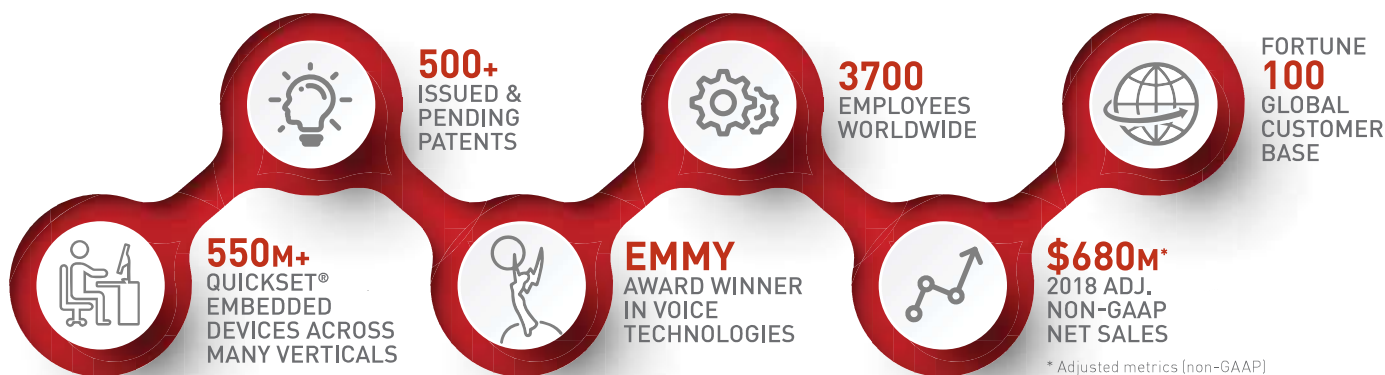 550M+
QUICKSET®
EMBEDDED
DEVICES ACROSS
MANY VERTICALS
500+
ISSUED &
PENDING
PATENTS
EMMY
AWARD WINNER
IN VOICE
TECHNOLOGIES
3700
EMPLOYEES
WORLDWIDE
$680M*
2018 ADJ.
NON-GAAP
NET SALES
* Adjusted metrics (non-GAAP)
FORTUNE
100
GLOBAL
CUSTOMER
BASE